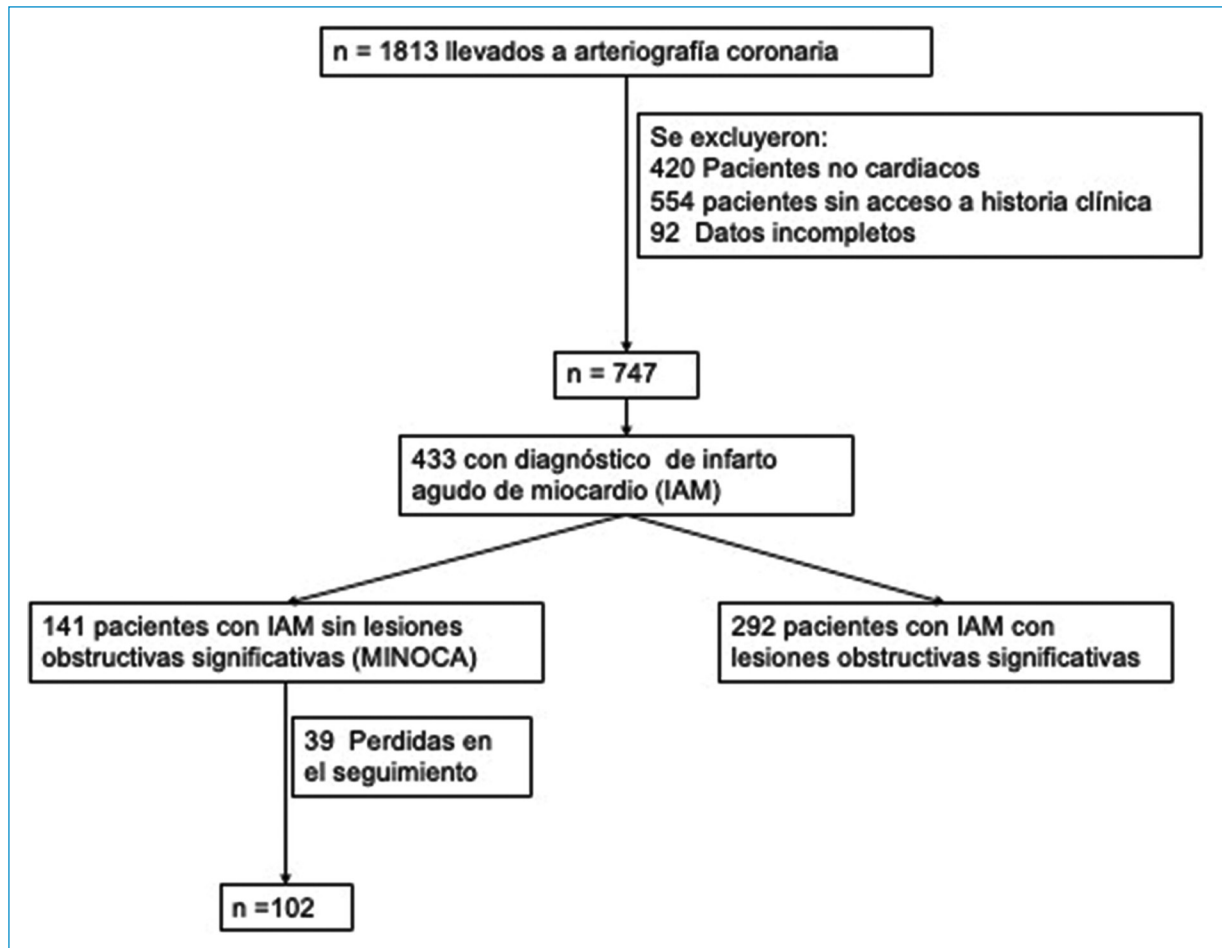 n = 1813 llevados a arteriografía coronaria
Se excluyeron:
420 Pacientes no cardiacos
554 pacientes sin acceso a historia clínica
92 Datos incompletos
n = 747
433 con diagnóstico de infarto
agudo de miocardio (IAM)
141 pacientes con IAM sin lesiones
obstructivas significativas (MINOCA)
292 pacientes con IAM con
lesiones obstructivas significativas
39 Perdidas en
el seguimiento
n =102